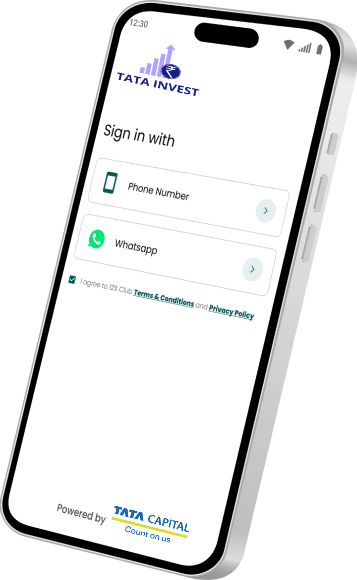 12:30
TATA INVEST
Sign in with
Phone Number
Whatsapp
I agree to 12% Club Terms & Conditions and Privacy Policy
Powered by TATA CAPITAL
Count on us